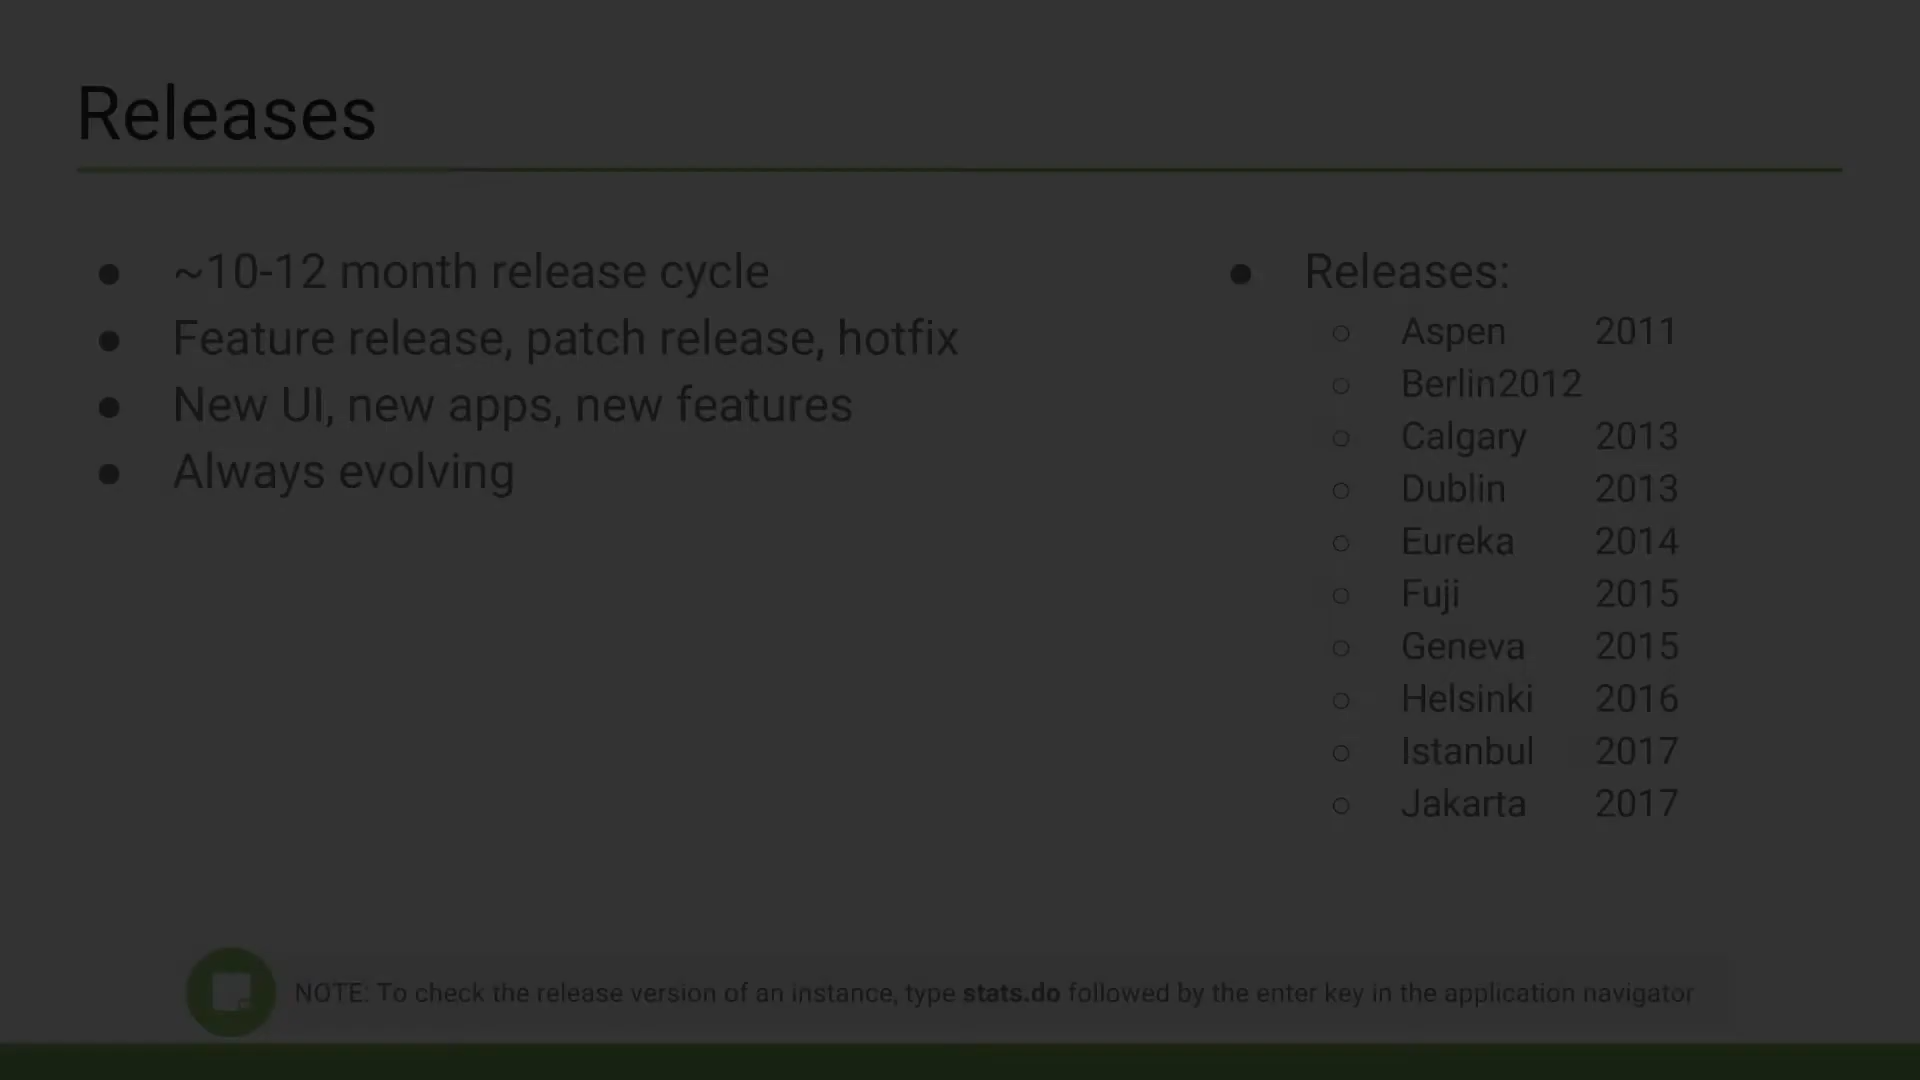 Releases
● ~10-12 month release cycle
● Feature release, patch release, hotfix
● New UI, new apps, new features
● Always evolving
● Releases:
○ Aspen 2011
○ Berlin2012
○ Calgary 2013
○ Dublin 2013
○ Eureka 2014
○ Fuji 2015
○ Geneva 2015
○ Helsinki 2016
○ Istanbul 2017
○ Jakarta 2017
NOTE: To check the release version of an instance, type stats.do followed by the enter key in the application navigator